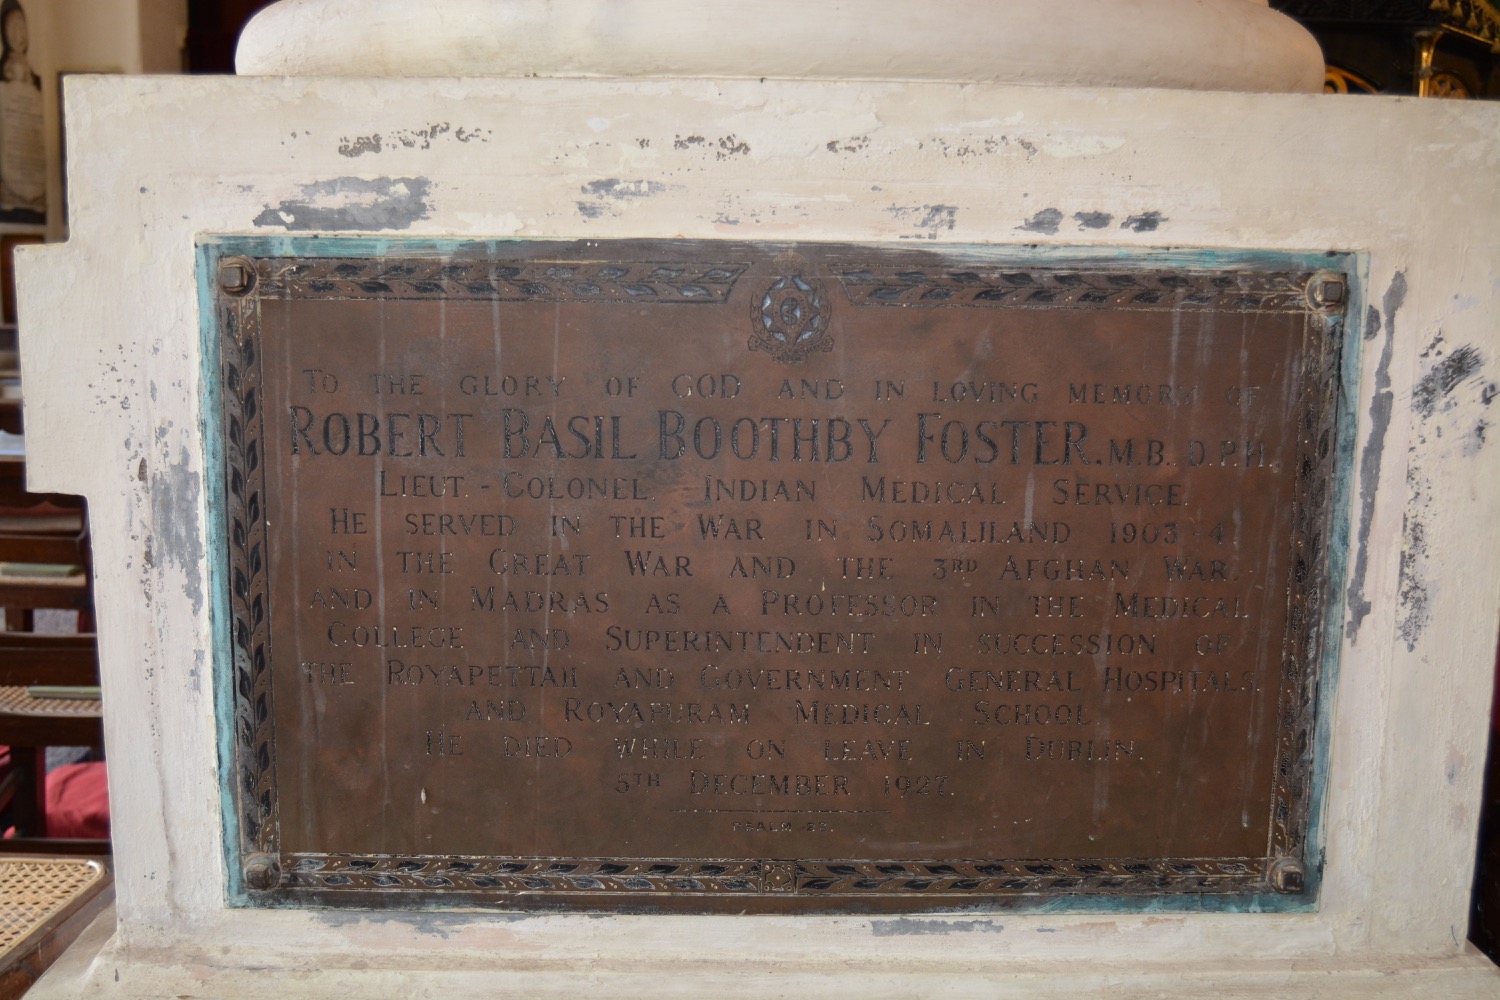 To the glory of God and in loving memory of
Robert Basil Boothby Foster. M.B. D.P.H.
Lieut.-Colonel. Indian Medical Service.
He served in the War in Somaliland 1903-4.
in the Great War and the 3rd Afghan War.
and in Madras as a Professor in the Medical
College and Superintendent in succession of
the Royapettah and Government General Hospitals.
and Royapuram Medical School
He died while on leave in Dublin.
5th December 1927.
Psalm